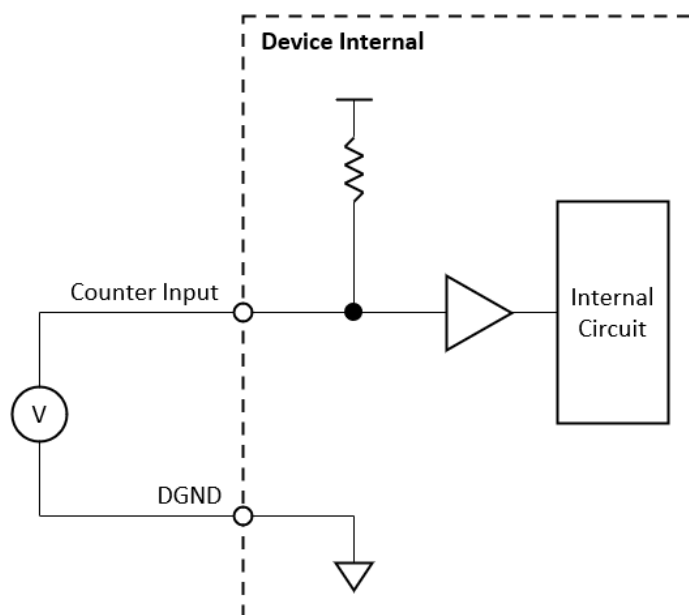 Device Internal
Counter Input
Internal
Circuit
V
DGND